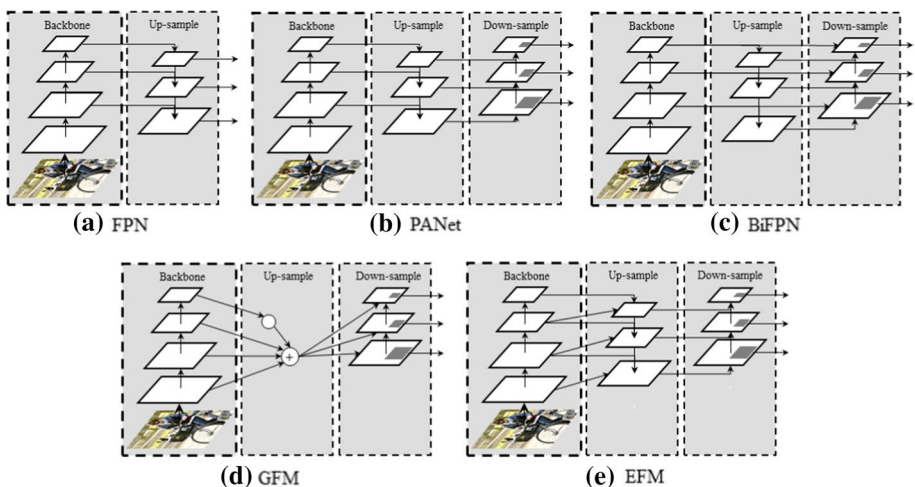 Backbone Up-sample
(a) FPN
Backbone Up-sample Down-sample
(b) PANet
Backbone Up-sample Down-sample
(c) BiFPN
Backbone Up-sample Down-sample
+
(d) GFM
Backbone Up-sample Down-sample
(e) EFM